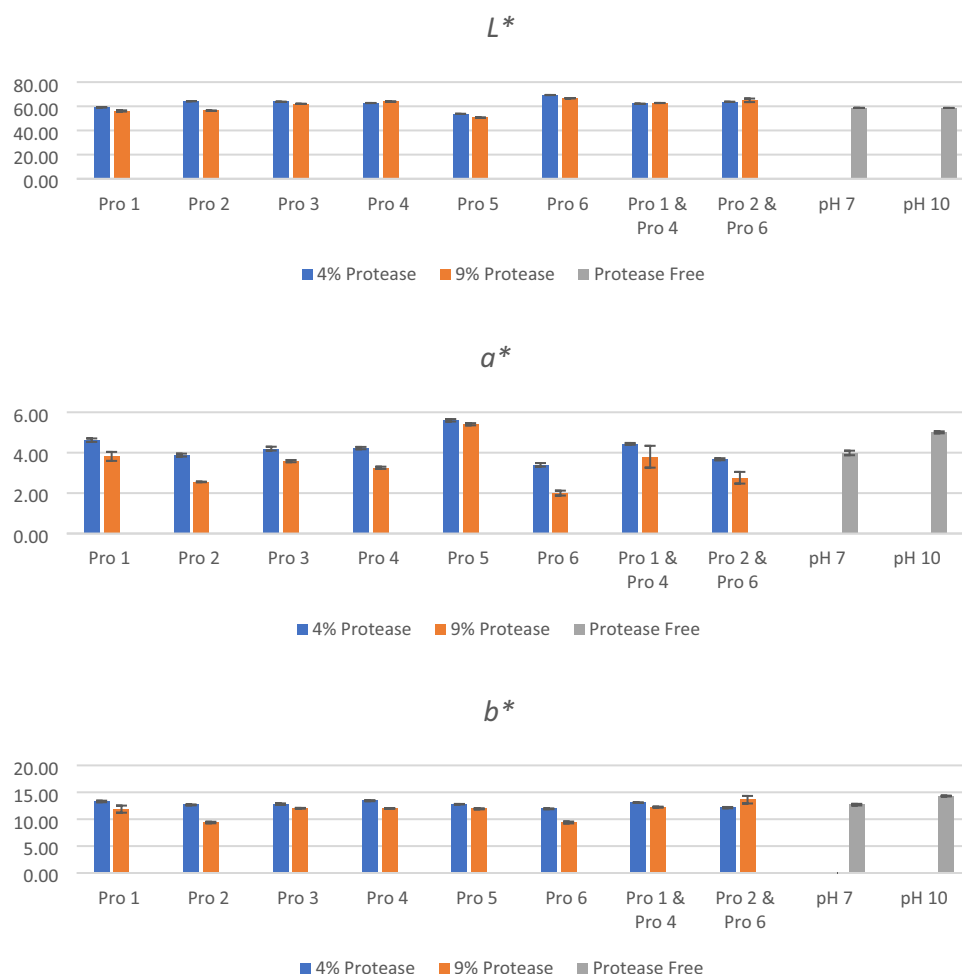 L*
80.00
60.00
40.00
20.00
0.00
Pro 1 Pro 2 Pro 3 Pro 4 Pro 5 Pro 6 Pro 1 & Pro 2 & pH 7 pH 10
Pro 4 Pro 6
4% Protease 9% Protease Protease Free
a*
6.00
4.00
2.00
0.00
Pro 1 Pro 2 Pro 3 Pro 4 Pro 5 Pro 6 Pro 1 & Pro 2 & pH 7 pH 10
Pro 4 Pro 6
4% Protease 9% Protease Protease Free
b*
20.00
15.00
10.00
5.00
0.00
Pro 1 Pro 2 Pro 3 Pro 4 Pro 5 Pro 6 Pro 1 & Pro 2 & pH 7 pH 10
Pro 4 Pro 6
4% Protease 9% Protease Protease Free